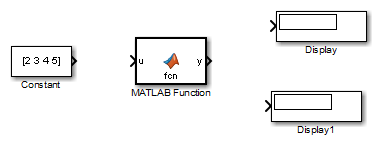 Display
[2 3 4 5]
Constant
u
y
fcn
MATLAB Function
Display1